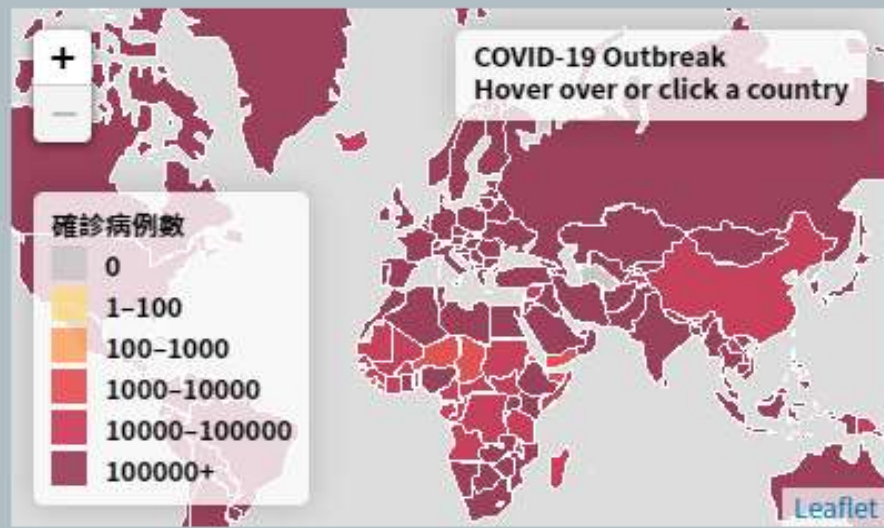 +
−
COVID-19 Outbreak
Hover over or click a country
確診病例數
0
1–100
100–1000
1000–10000
10000–100000
100000+
Leaflet